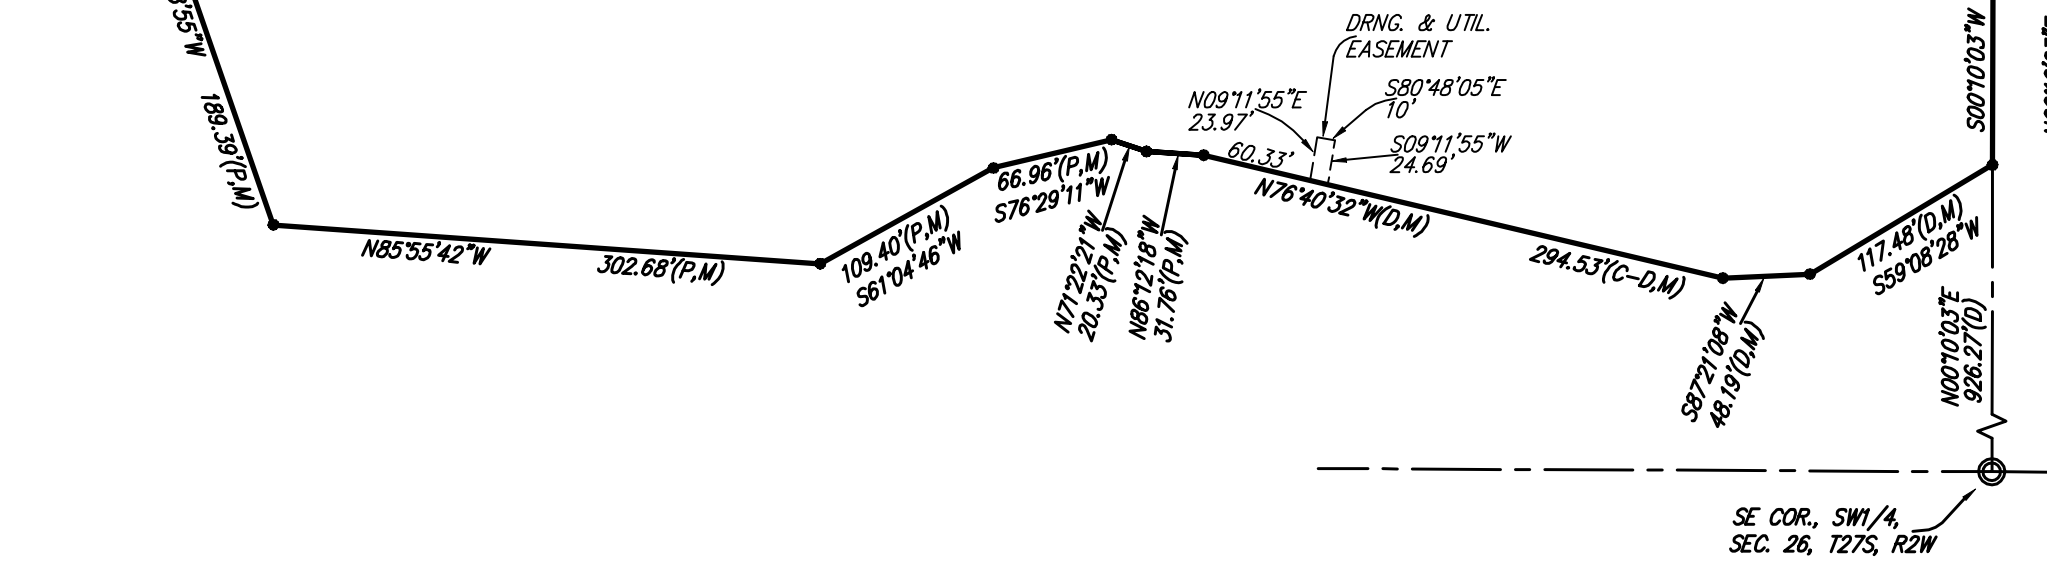 '55"W
189.39'(P,M)
N85°55'42"W
302.68'(P,M)
109.40'(P,M)
S61°04'46"W
66.96'(P,M)
S76°29'11"W
N71°22'21"W
20.33'(P,M)
N86°12'18"W
31.76'(P,M)
DRNG. & UTIL.
EASEMENT
N09°11'55"E
23.97'
S80°48'05"E
10'
S09°11'55"W
24.69'
60.33'
N76°40'32"W(D,M)
294.53'(C-D,M)
S87°21'08"W
48.19'(D,M)
117.48'(D,M)
S59°08'28"W
S00°10'03"W
N00°10'03"E
926.27'(D)
SE COR., SW1/4,
SEC. 26, T27S, R2W